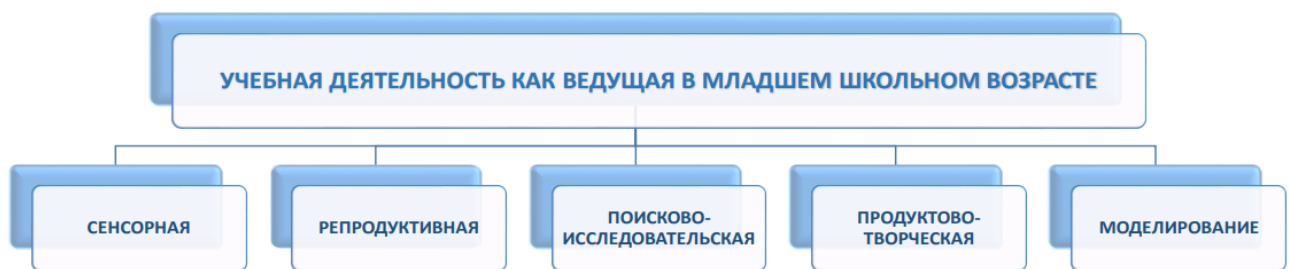 УЧЕБНАЯ ДЕЯТЕЛЬНОСТЬ КАК ВЕДУЩАЯ В МЛАДШЕМ ШКОЛЬНОМ ВОЗРАСТЕ
СЕНСОРНАЯ
РЕПРОДУКТИВНАЯ
ПОИСКОВО-
ИССЛЕДОВАТЕЛЬСКАЯ
ПРОДУКТОВО-
ТВОРЧЕСКАЯ
МОДЕЛИРОВАНИЕ